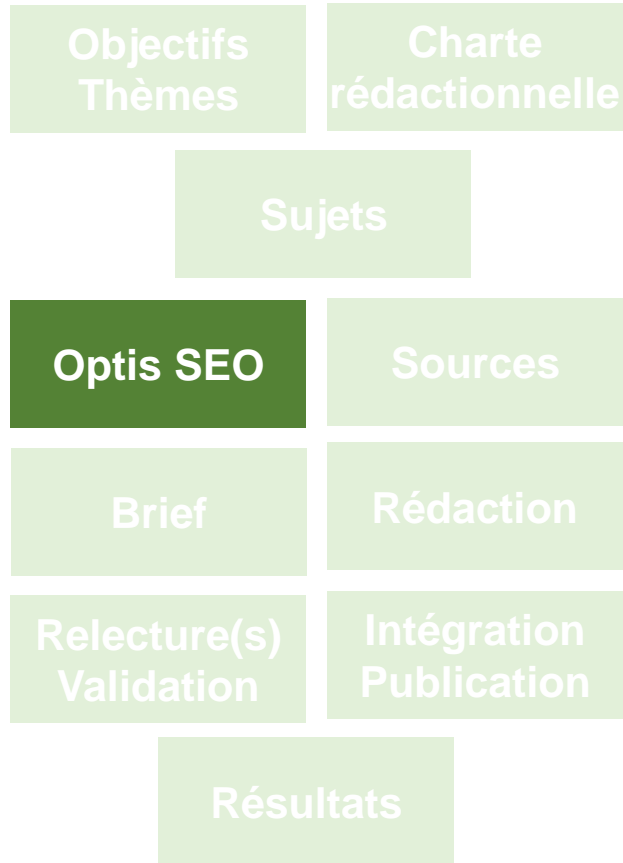 Objectifs
Thèmes
Charte
rédactionnelle
Sujets
Optis SEO
Sources
Brief
Rédaction
Relecture(s)
Validation
Intégration
Publication
Résultats